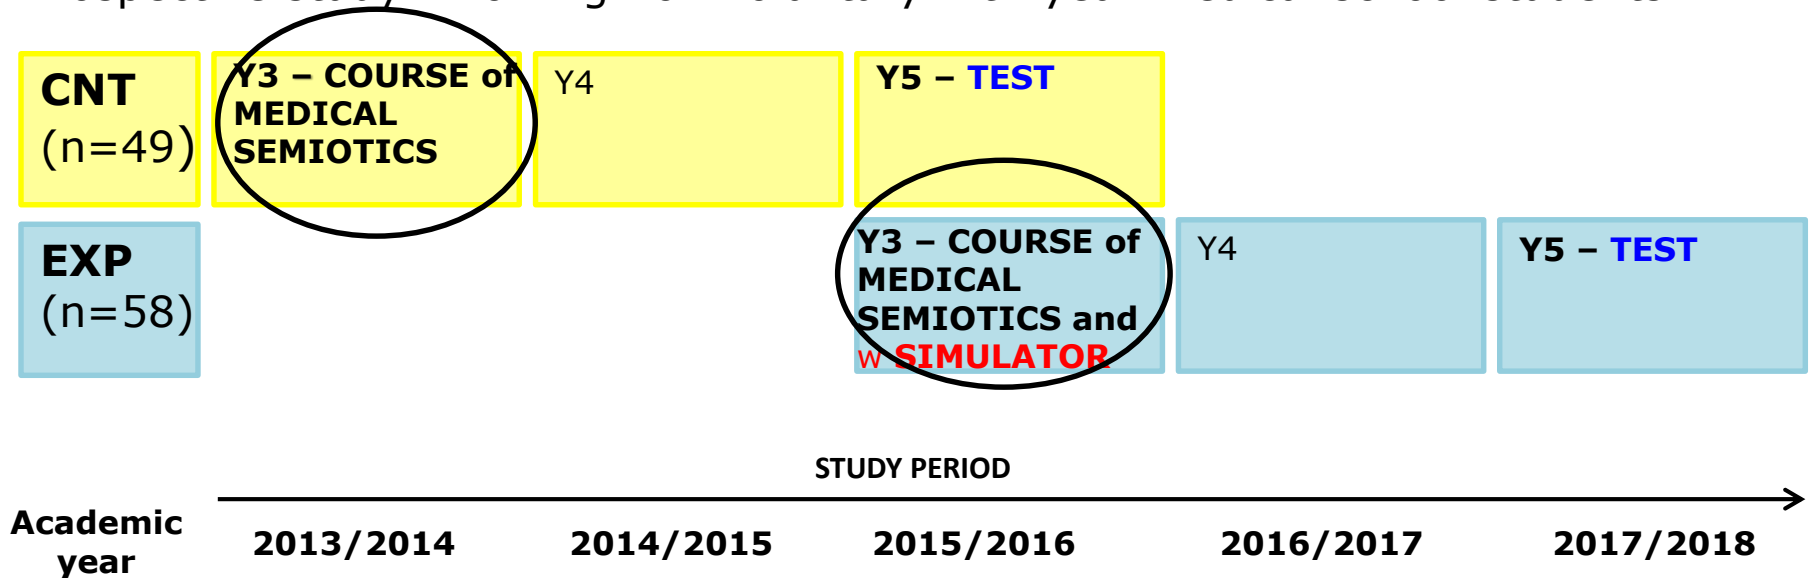 CNT
(n=49)
Y3 – COURSE of
MEDICAL
SEMIOTICS
Y4
Y5 – TEST
EXP
(n=58)
Y3 – COURSE of
MEDICAL
SEMIOTICS and
w SIMULATOR
Y4
Y5 – TEST
STUDY PERIOD
Academic
year
2013/2014
2014/2015
2015/2016
2016/2017
2017/2018